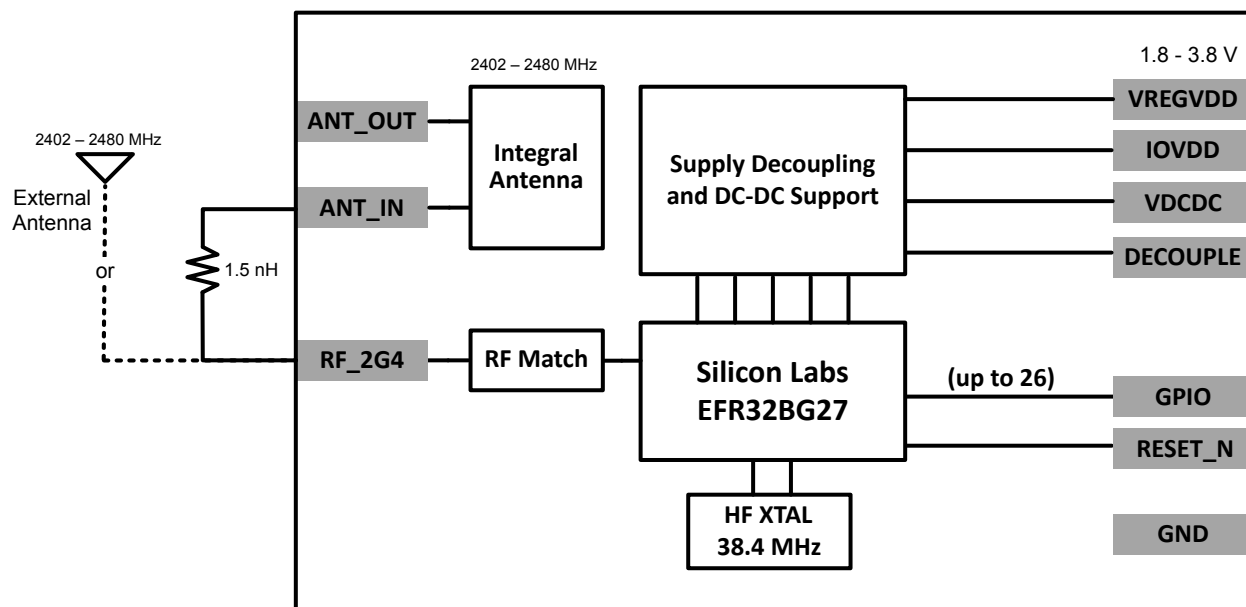 2402 – 2480 MHz
External
Antenna
or
1.5 nH
ANT_OUT
ANT_IN
RF_2G4
2402 – 2480 MHz
Integral
Antenna
RF Match
Supply Decoupling
and DC-DC Support
Silicon Labs
EFR32BG27
HF XTAL
38.4 MHz
1.8 - 3.8 V
VREGVDD
IOVDD
VDCDC
DECOUPLE
(up to 26)
GPIO
RESET_N
GND